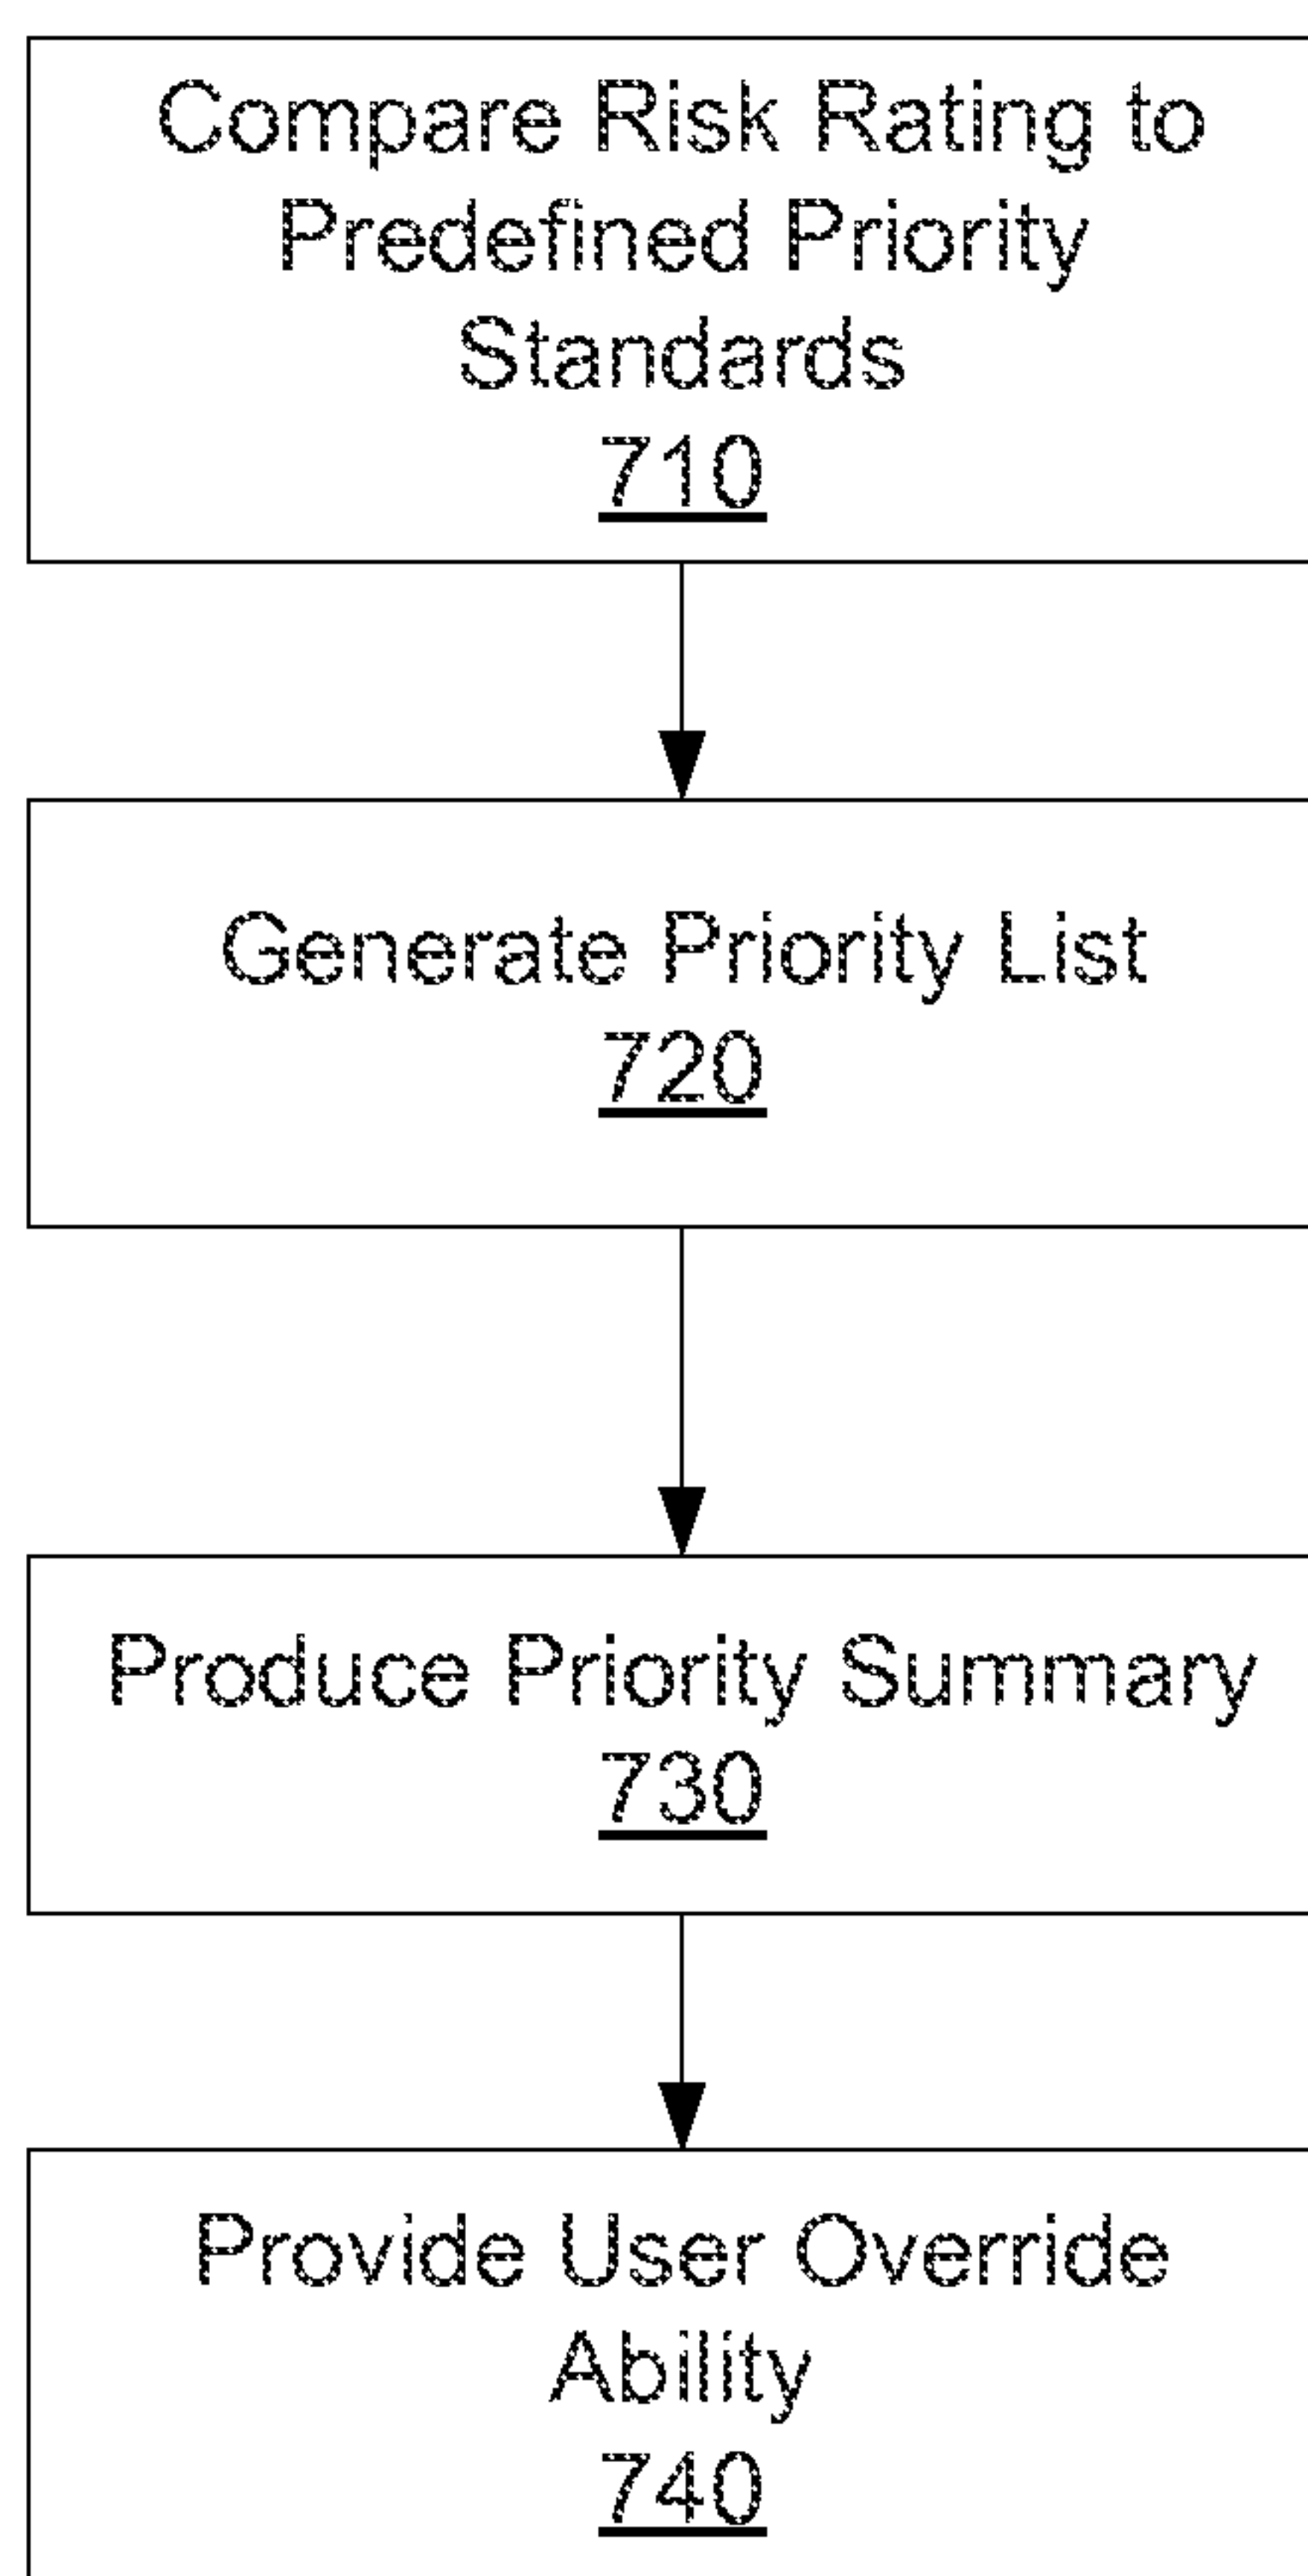 Compare Risk Rating to
Predefined Priority
Standards
710
Generate Priority List
720
Produce Priority Summary
730
Provide User Override
Ability
740